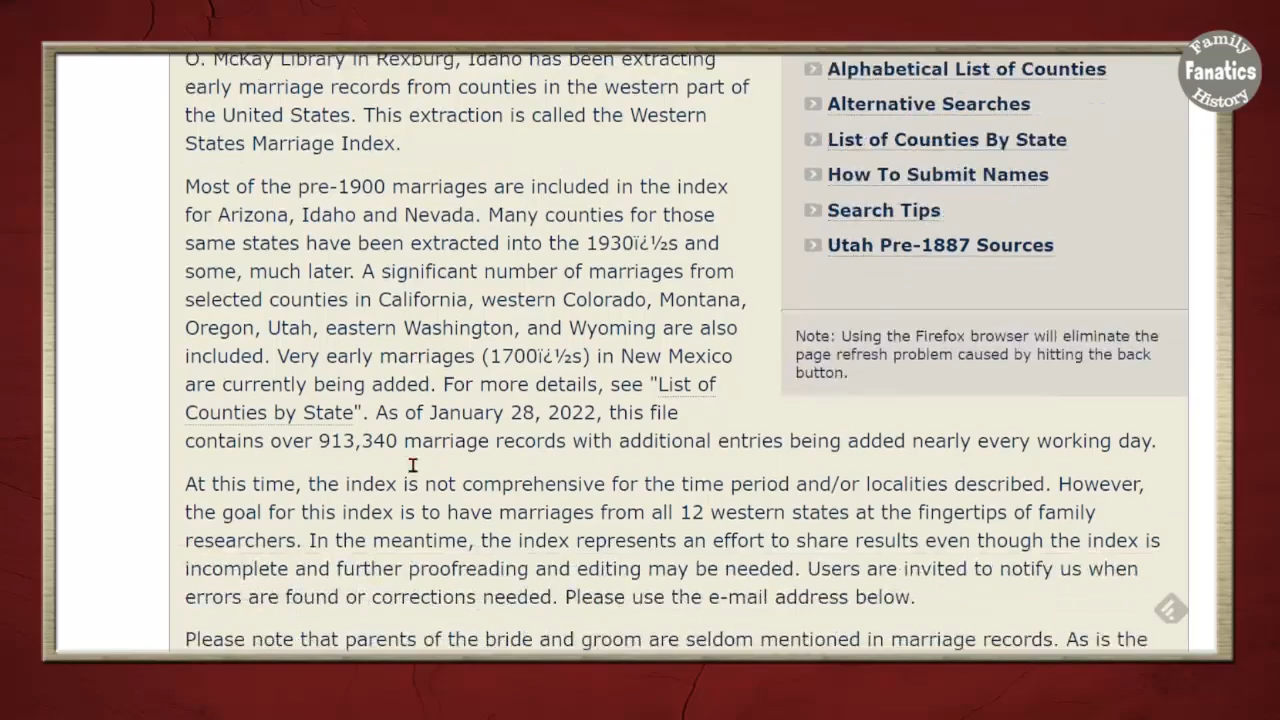 O. McKay Library in Rexburg, Idaho has been extracting
early marriage records from counties in the western part of
the United States. This extraction is called the Western
States Marriage Index.
Most of the pre-1900 marriages are included in the index
for Arizona, Idaho and Nevada. Many counties for those
same states have been extracted into the 1930ï¿½s and
some, much later. A significant number of marriages from
selected counties in California, western Colorado, Montana,
Oregon, Utah, eastern Washington, and Wyoming are also
included. Very early marriages (1700ï¿½s) in New Mexico
are currently being added. For more details, see "List of
Counties by State". As of January 28, 2022, this file
contains over 913,340 marriage records with additional entries being added nearly every working day.
At this time, the index is not comprehensive for the time period and/or localities described. However,
the goal for this index is to have marriages from all 12 western states at the fingertips of family
researchers. In the meantime, the index represents an effort to share results even though the index is
incomplete and further proofreading and editing may be needed. Users are invited to notify us when
errors are found or corrections needed. Please use the e-mail address below.
Please note that parents of the bride and groom are seldom mentioned in marriage records. As is the
Alphabetical List of Counties
Alternative Searches
List of Counties By State
How To Submit Names
Search Tips
Utah Pre-1887 Sources
Note: Using the Firefox browser will eliminate the
page refresh problem caused by hitting the back
button.
Family
Fanatics
History